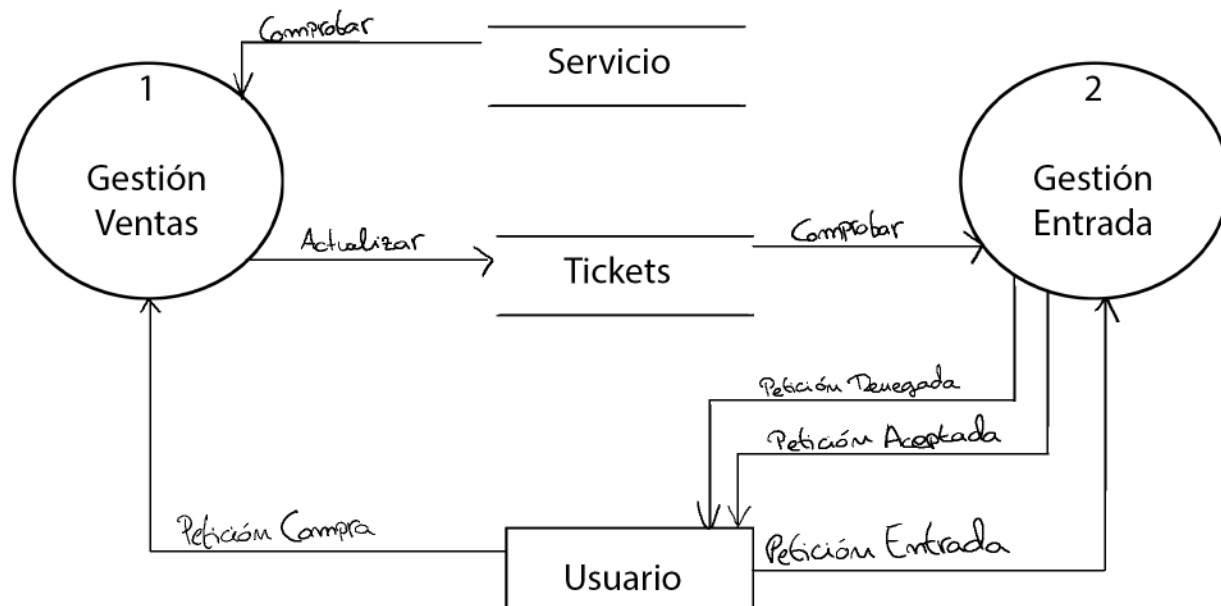 Comprobar
Servicio
1
Gestión
Ventas
2
Gestión
Entrada
Actualizar
Tickets
Comprobar
Petición Denegada
Petición Aceptada
Petición Compra
Usuario
Petición Entrada